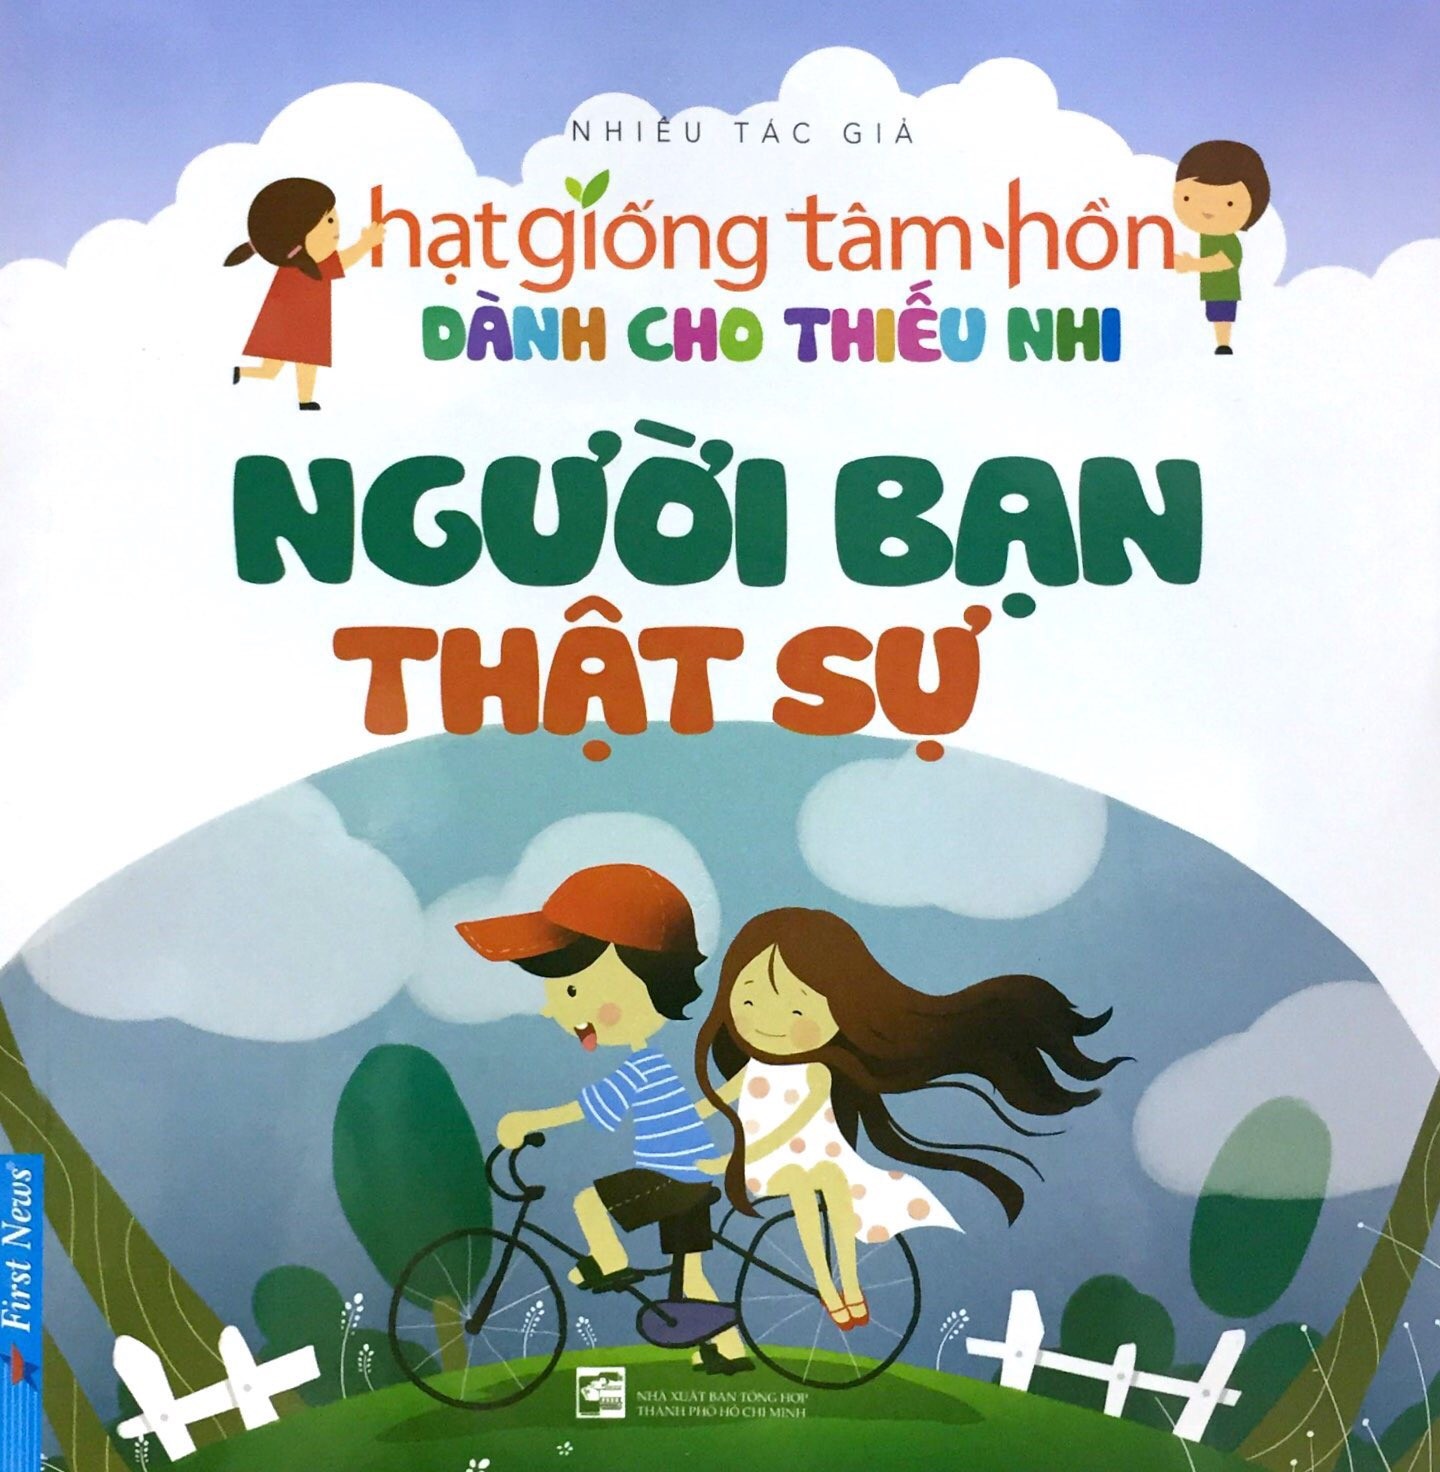 NHIỀU TÁC GIẢ
hạt giống tâm hồn
DÀNH CHO THIẾU NHI
NGƯỜI BẠN
THẬT SỰ
First News
NHÀ XUẤT BẢN TỔNG HỢP
THÀNH PHỐ HỒ CHÍ MINH